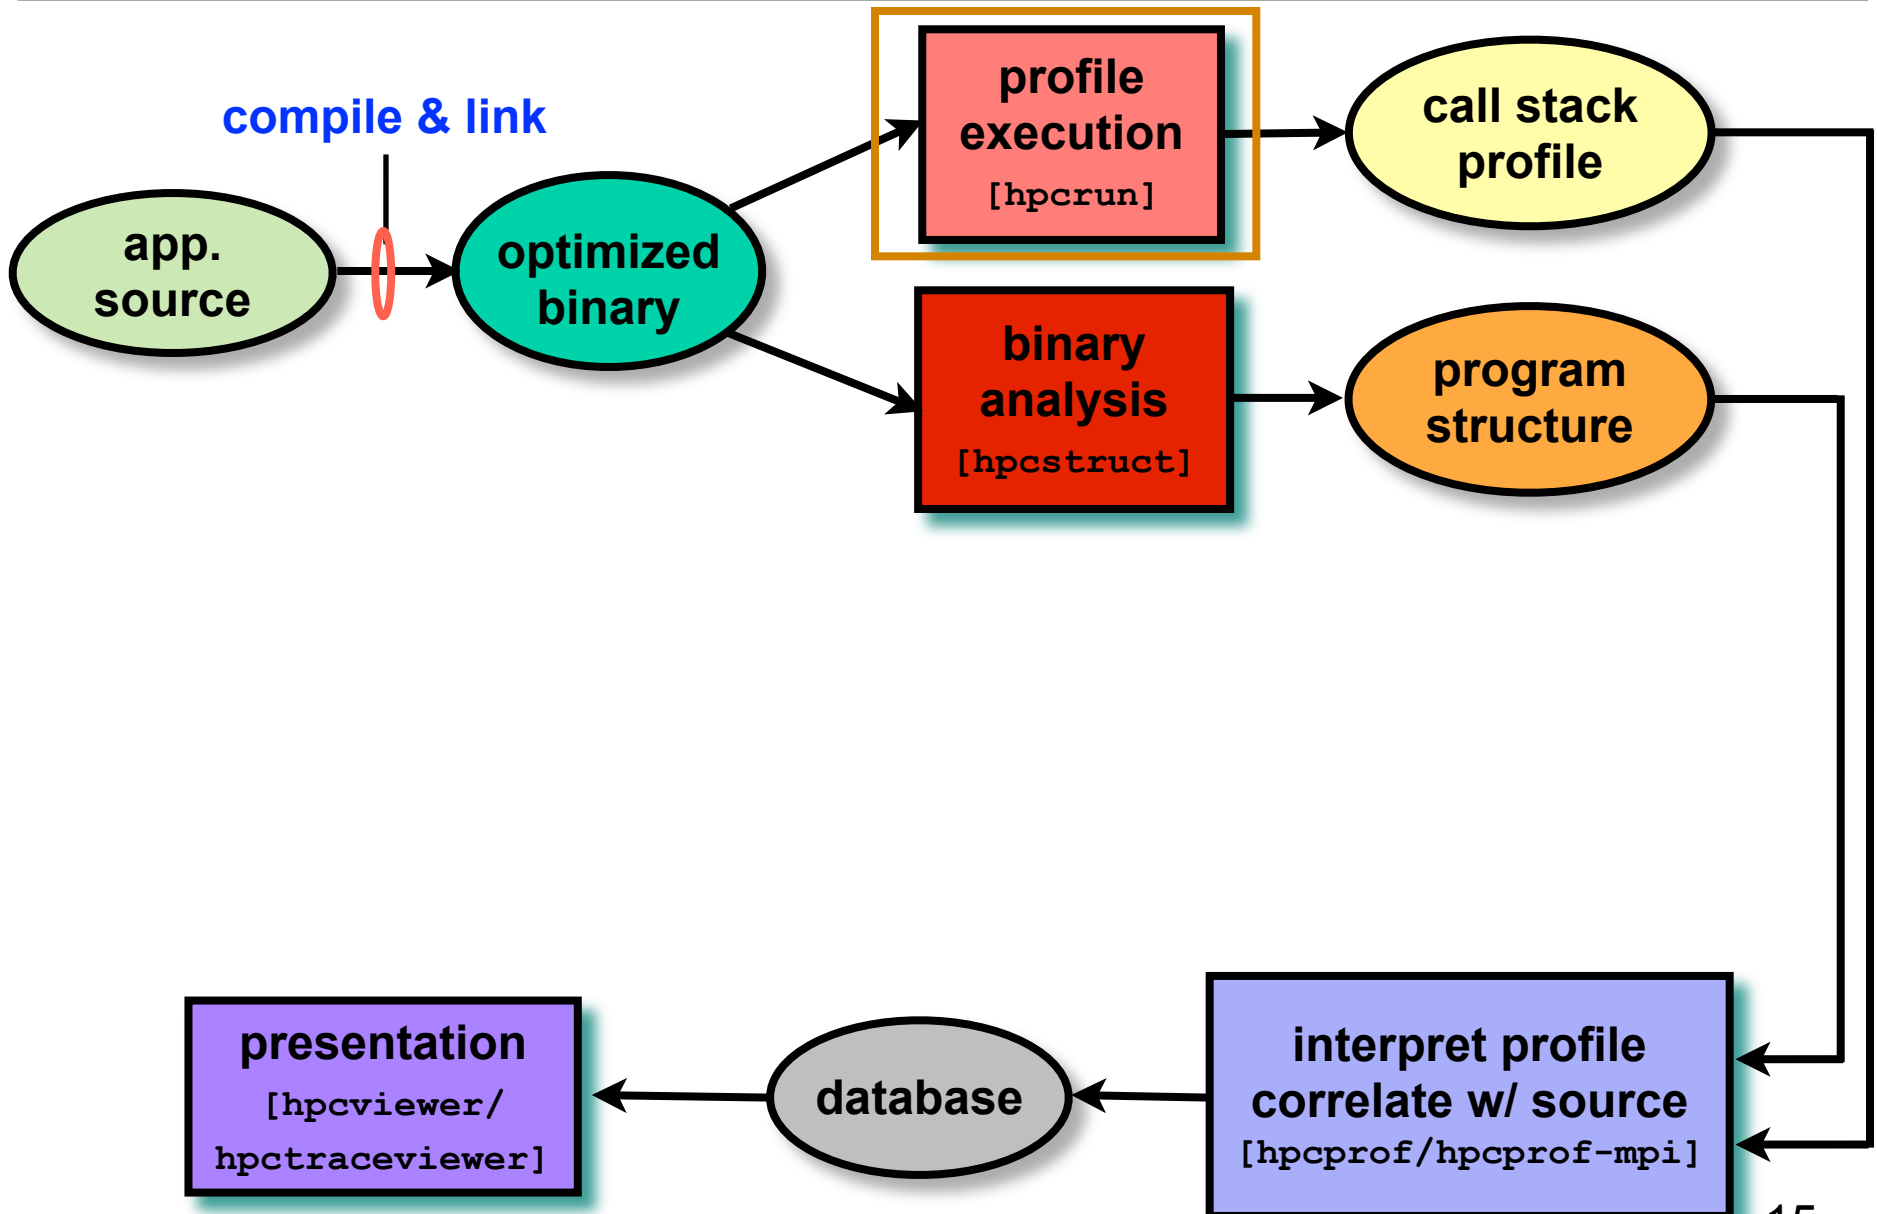 compile & link
app.
source
optimized
binary
profile
execution
[hpcrun]
call stack
profile
binary
analysis
[hpcstruct]
program
structure
presentation
[hpcviewer/
hpctraceviewer]
database
interpret profile
correlate w/ source
[hpcprof/hpcprof-mpi]
15